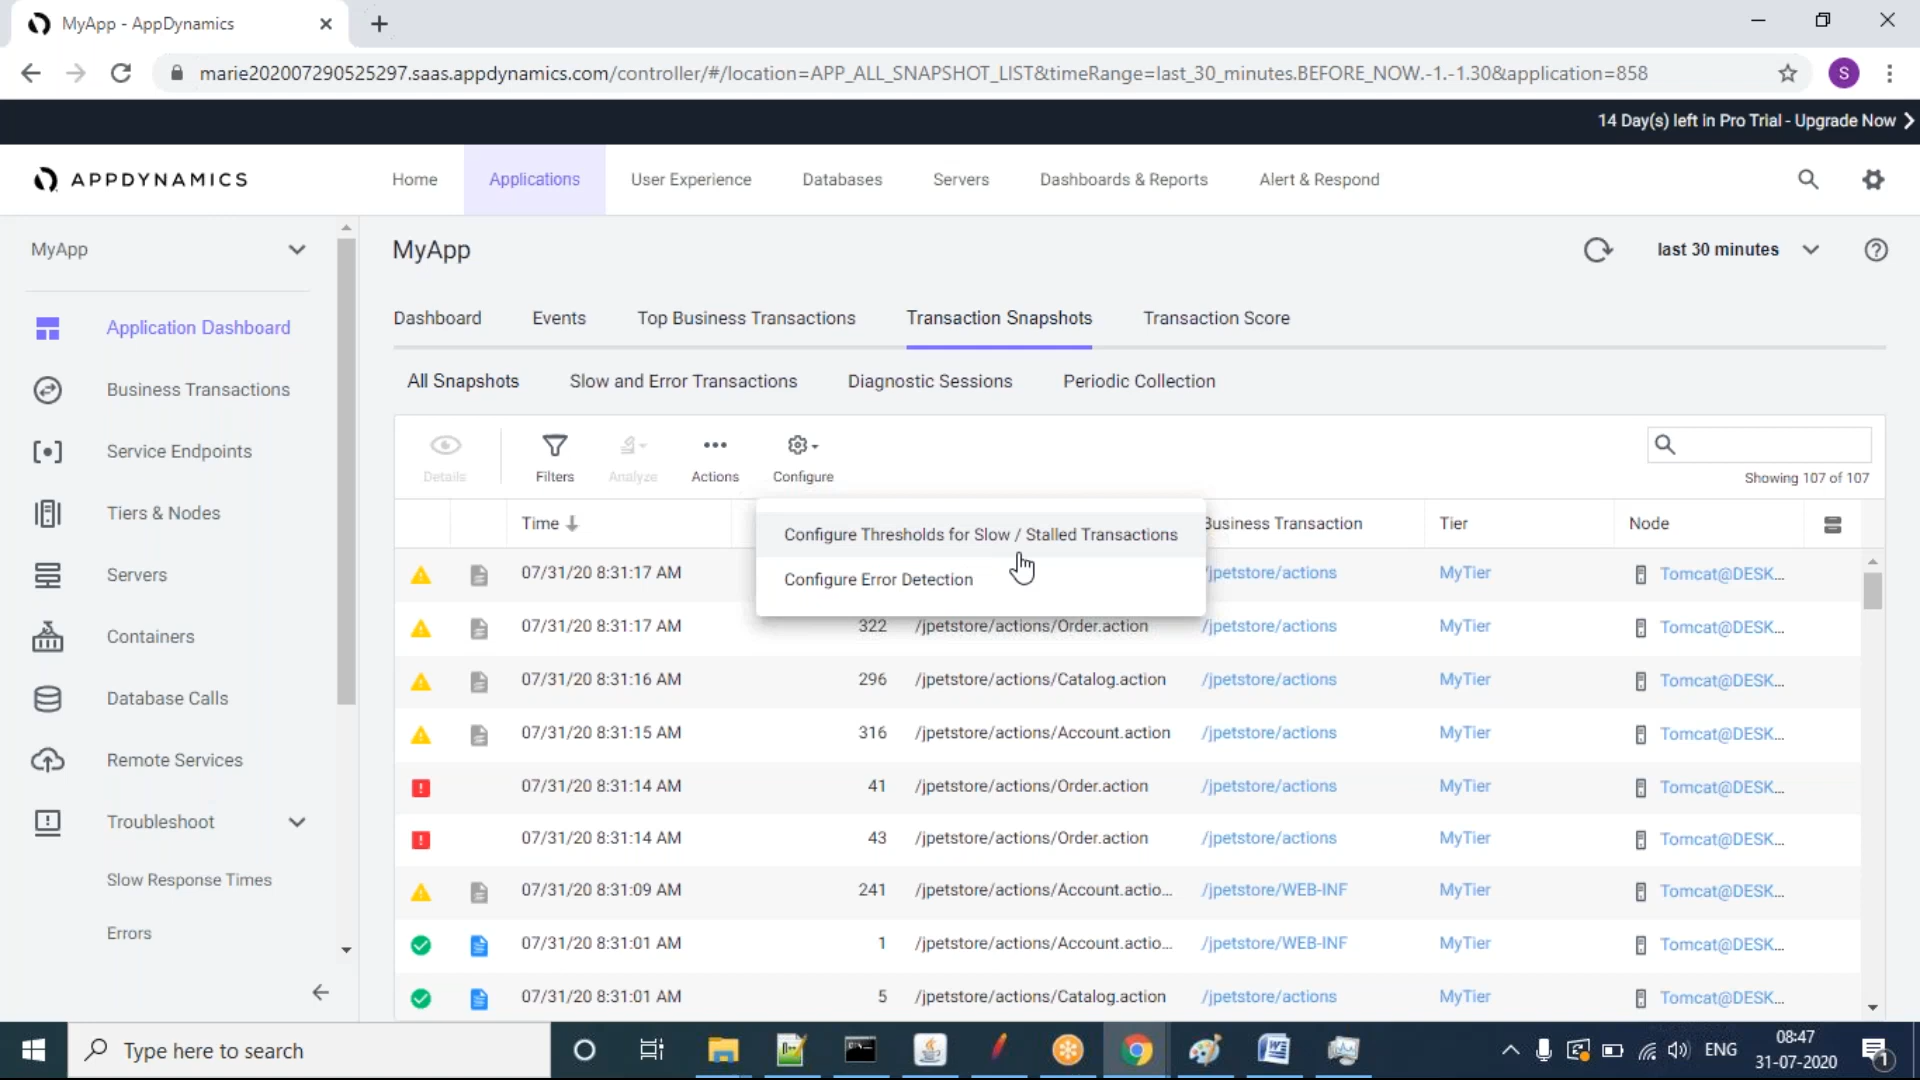 MyApp - AppDynamics
marie202007290525297.saas.appdynamics.com/controller/#/location=APP_ALL_SNAPSHOT_LIST&timeRange=last_30_minutes.BEFORE_NOW.-1.-1.30&application=858
S
14 Day(s) left in Pro Trial - Upgrade Now
APPDYNAMICS
Home
Applications
User Experience
Databases
Servers
Dashboards & Reports
Alert & Respond
MyApp
MyApp
last 30 minutes
Application Dashboard
Business Transactions
Service Endpoints
Tiers & Nodes
Servers
Containers
Database Calls
Remote Services
Troubleshoot
Slow Response Times
Errors
Dashboard
Events
Top Business Transactions
Transaction Snapshots
Transaction Score
All Snapshots
Slow and Error Transactions
Diagnostic Sessions
Periodic Collection
Details
Filters
Analyze
Actions
Configure
Showing 107 of 107
Time
Business Transaction
Tier
Node
Configure Thresholds for Slow / Stalled Transactions
Configure Error Detection
07/31/20 8:31:17 AM /jpetstore/actions MyTier Tomcat@DESK...
07/31/20 8:31:17 AM 322 /jpetstore/actions/Order.action /jpetstore/actions MyTier Tomcat@DESK...
07/31/20 8:31:16 AM 296 /jpetstore/actions/Catalog.action /jpetstore/actions MyTier Tomcat@DESK...
07/31/20 8:31:15 AM 316 /jpetstore/actions/Account.action /jpetstore/actions MyTier Tomcat@DESK...
07/31/20 8:31:14 AM 41 /jpetstore/actions/Order.action /jpetstore/actions MyTier Tomcat@DESK...
07/31/20 8:31:14 AM 43 /jpetstore/actions/Order.action /jpetstore/actions MyTier Tomcat@DESK...
07/31/20 8:31:09 AM 241 /jpetstore/actions/Account.actio... /jpetstore/WEB-INF MyTier Tomcat@DESK...
07/31/20 8:31:01 AM 1 /jpetstore/actions/Account.actio... /jpetstore/WEB-INF MyTier Tomcat@DESK...
07/31/20 8:31:01 AM 5 /jpetstore/actions/Catalog.action /jpetstore/actions MyTier Tomcat@DESK...
Type here to search
ENG
08:47
31-07-2020
1